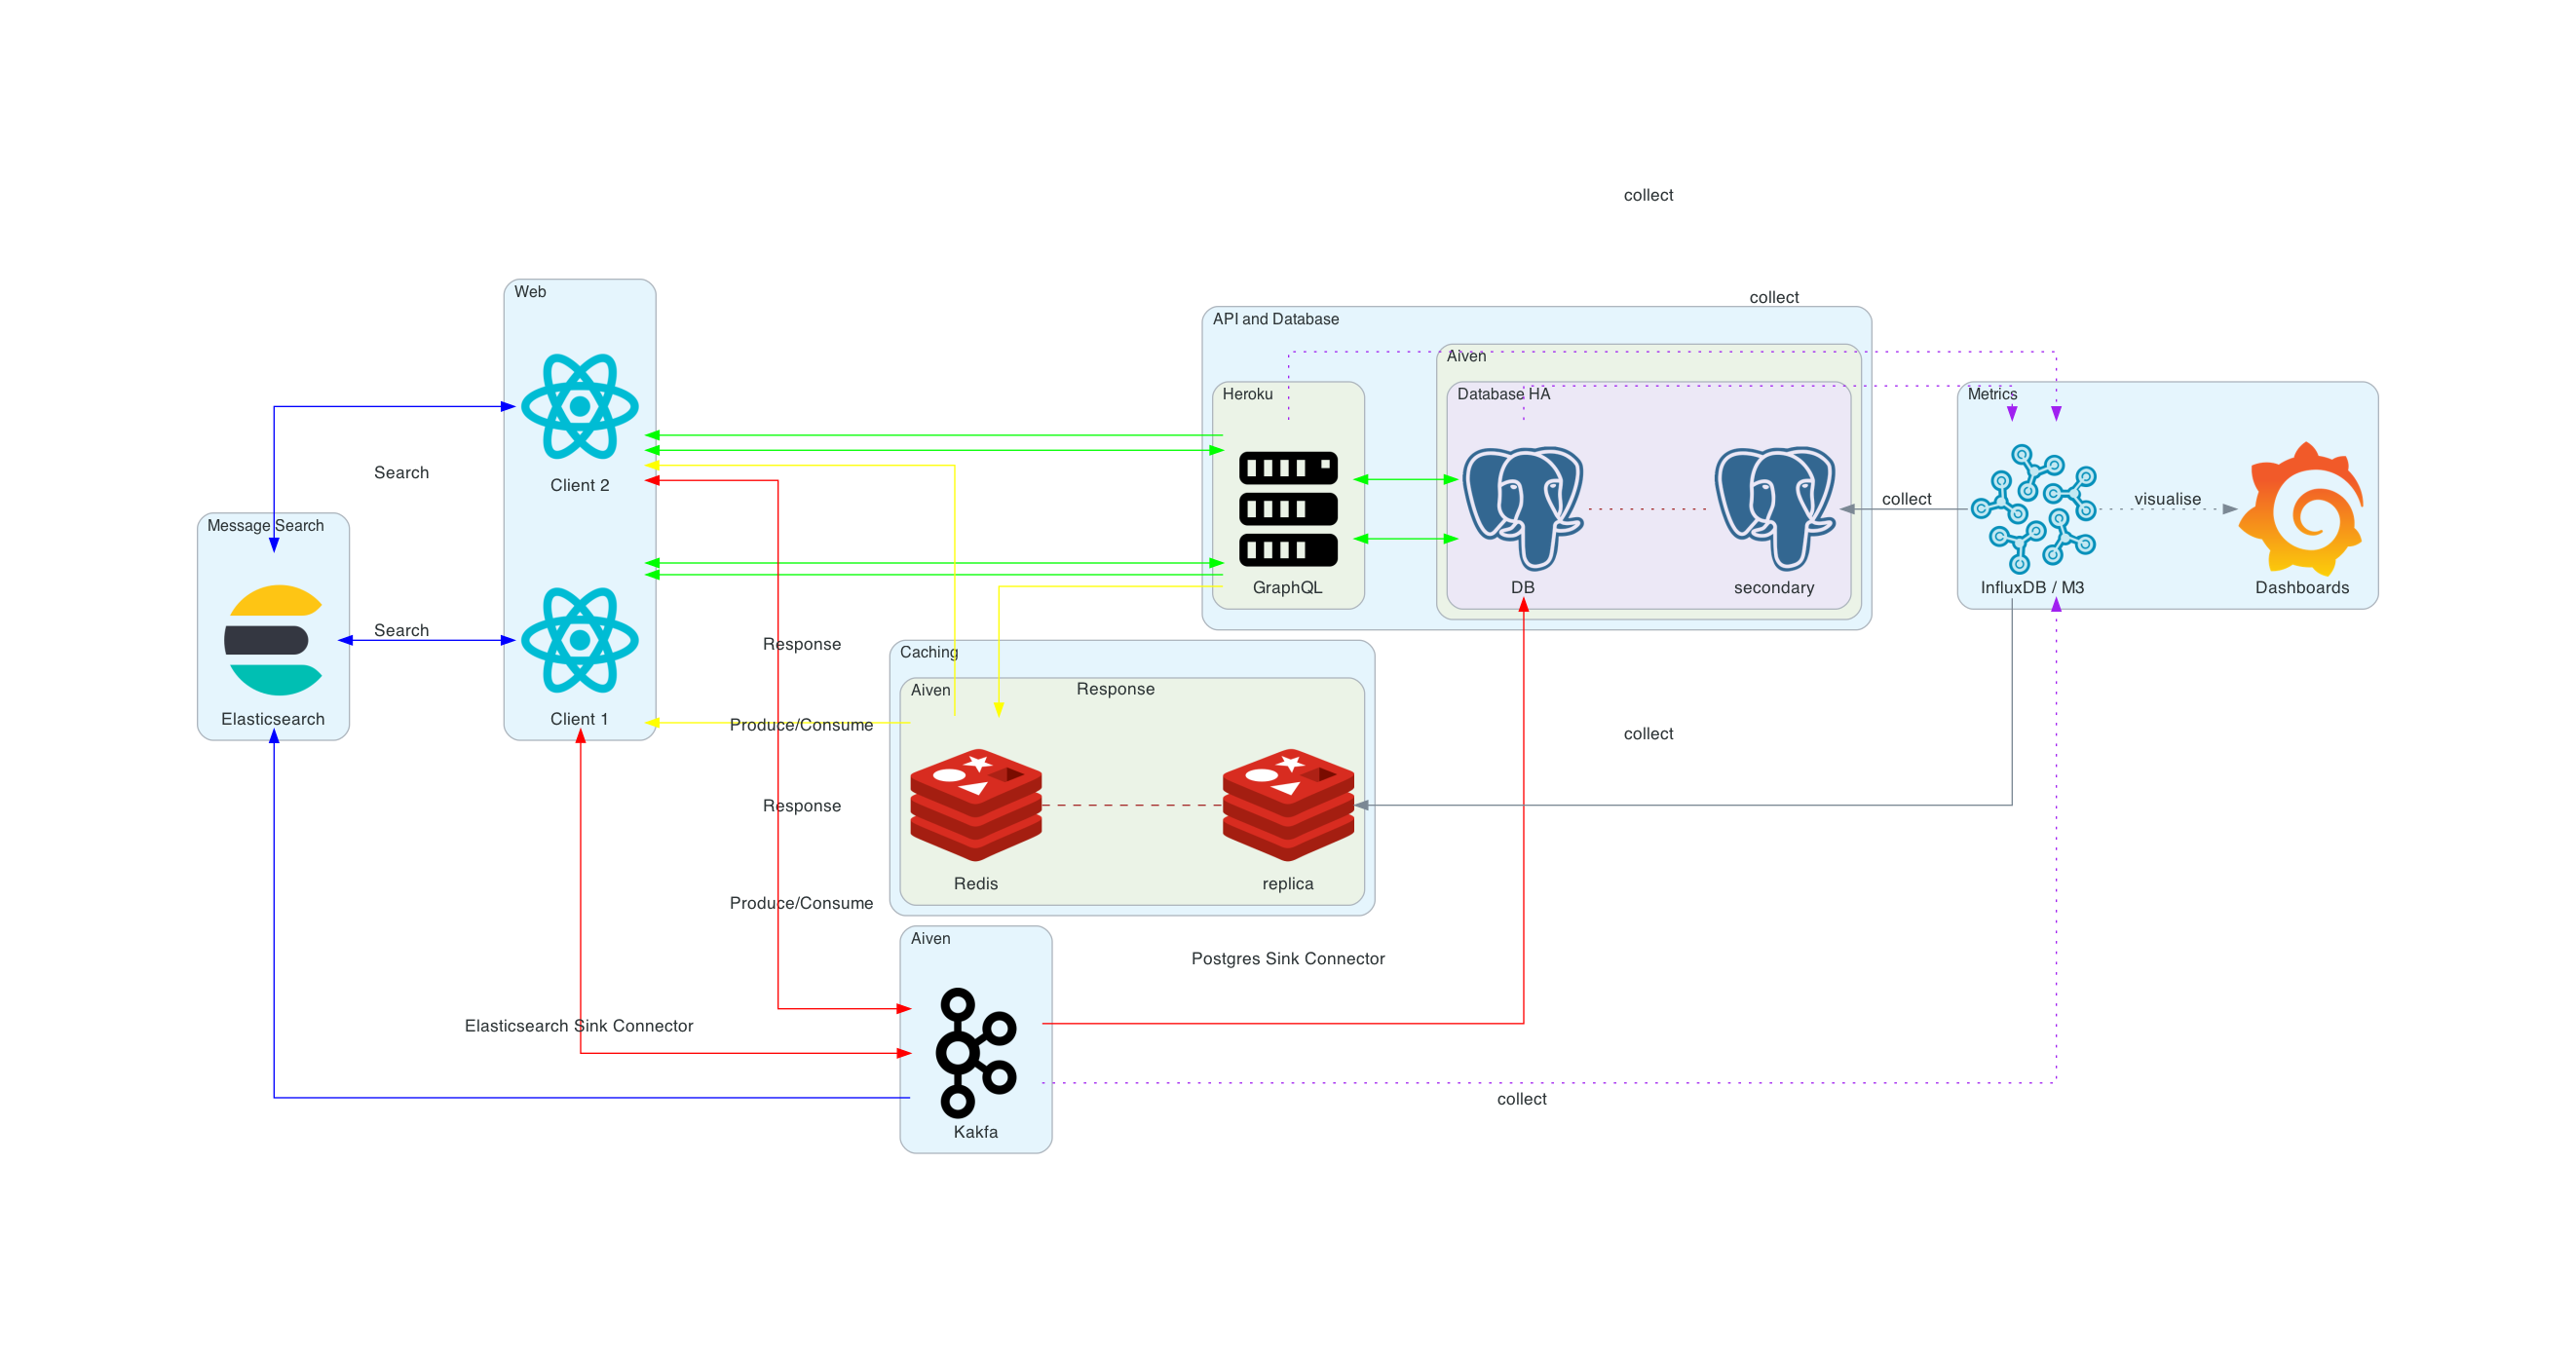 collect
collect
Web
API and Database
Aiven
Heroku
Database HA
Metrics
Search
Client 2
collect
visualise
Message Search
GraphQL
DB
secondary
InfluxDB / M3
Dashboards
Search
Response
Caching
Aiven
Response
Elasticsearch
Client 1
Produce/Consume
collect
Response
Redis
replica
Produce/Consume
Aiven
Postgres Sink Connector
Elasticsearch Sink Connector
collect
Kakfa